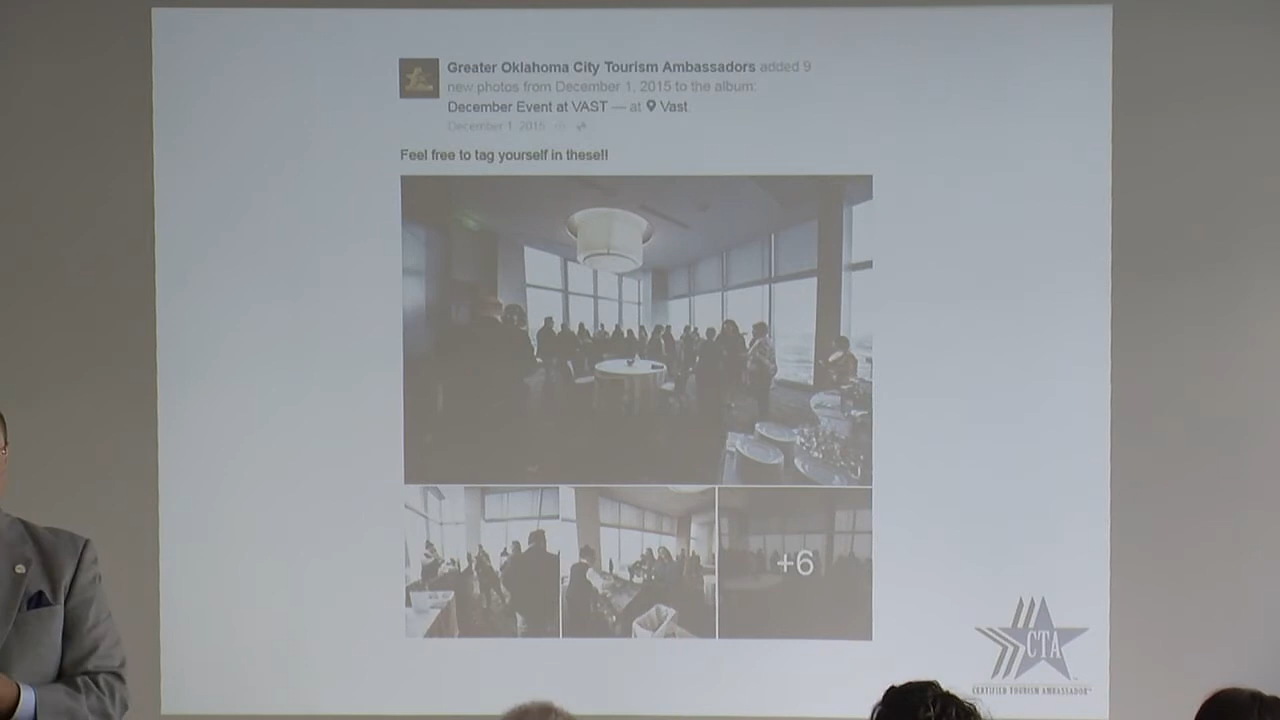 Greater Oklahoma City Tourism Ambassadors added 9
new photos from December 1, 2015 to the album:
December Event at VAST — at Vast.
December 1, 2015
Feel free to tag yourself in these!!
+6
CTA
CERTIFIED TOURISM AMBASSADOR